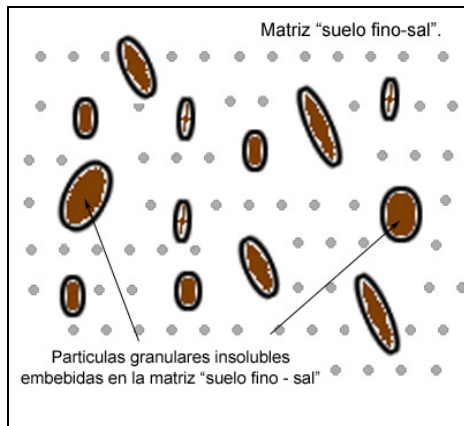 Matriz “suelo fino-sal”.
Particulas granulares insolubles
embebidas en la matriz “suelo fino - sal”